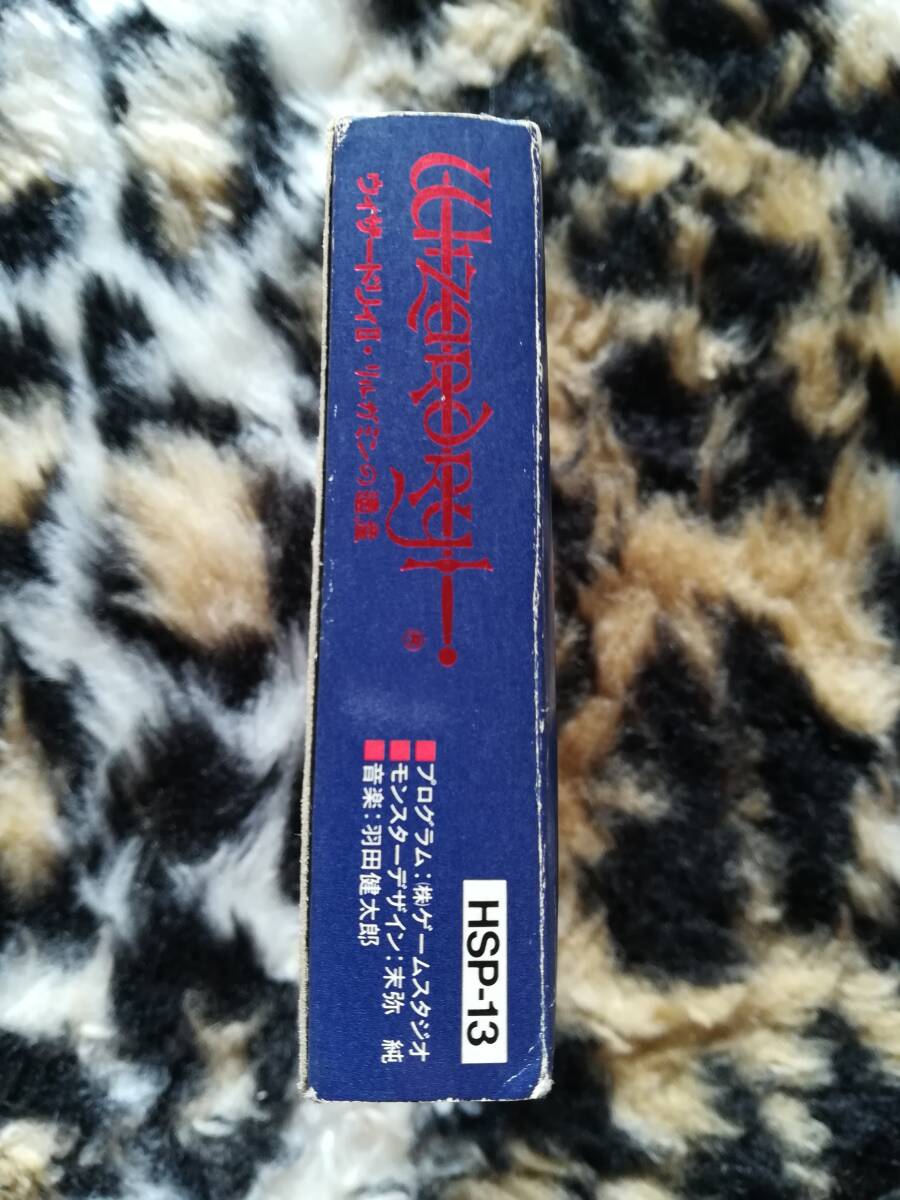 WizaRdRy
®
ウィザードリィⅡ・リルガミンの遺産
■プログラム：㈱ゲームスタジオ
■モンスターデザイン：末弥 純
■音楽：羽田健太郎
HSP-13